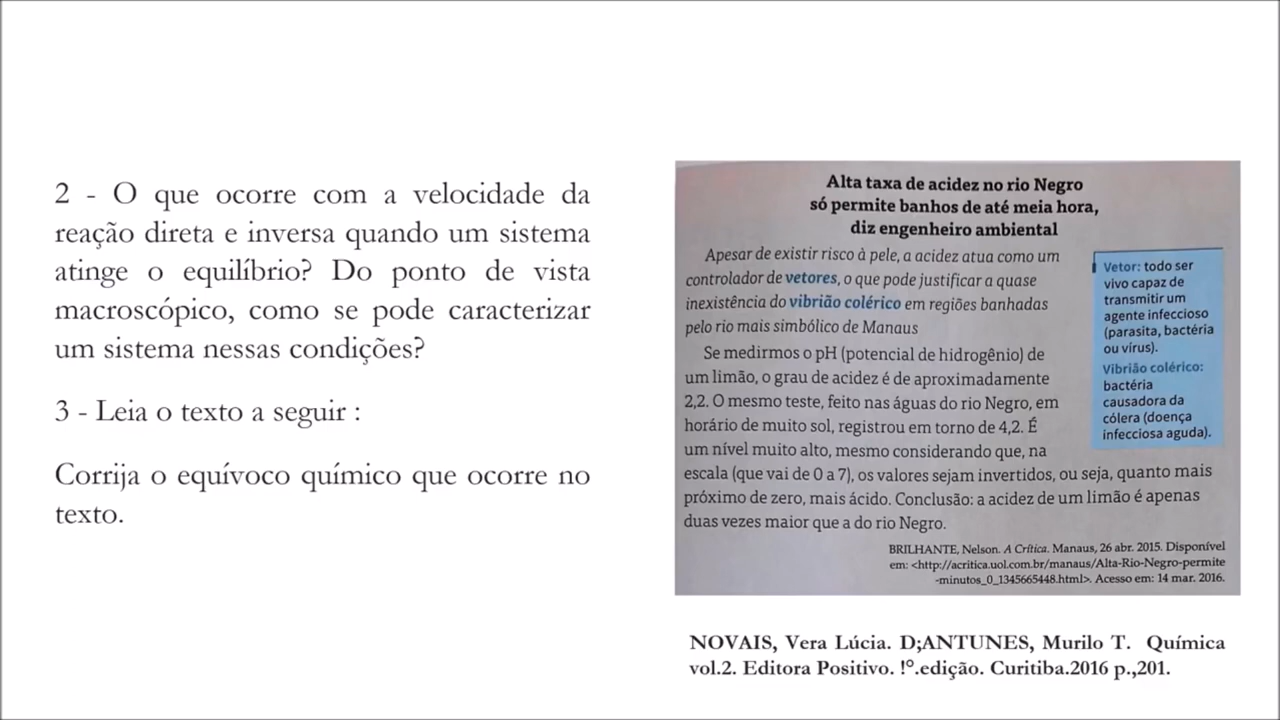 2 - O que ocorre com a velocidade da
reação direta e inversa quando um sistema
atinge o equilíbrio? Do ponto de vista
macroscópico, como se pode caracterizar
um sistema nessas condições?
3 - Leia o texto a seguir :
Corrija o equívoco químico que ocorre no
texto.
Alta taxa de acidez no rio Negro
só permite banhos de até meia hora,
diz engenheiro ambiental
Apesar de existir risco à pele, a acidez atua como um
controlador de vetores, o que pode justificar a quase
inexistência do vibrião colérico em regiões banhadas
pelo rio mais simbólico de Manaus
Se medirmos o pH (potencial de hidrogênio) de
um limão, o grau de acidez é de aproximadamente
2,2. O mesmo teste, feito nas águas do rio Negro, em
horário de muito sol, registrou em torno de 4,2. É
um nível muito alto, mesmo considerando que, na
escala (que vai de 0 a 7), os valores sejam invertidos, ou seja, quanto mais
próximo de zero, mais ácido. Conclusão: a acidez de um limão é apenas
duas vezes maior que a do rio Negro.
Vetor: todo ser
vivo capaz de
transmitir um
agente infeccioso
(parasita, bactéria
ou vírus).
Vibrião colérico:
bactéria
causadora da
cólera (doença
infecciosa aguda).
BRILHANTE, Nelson. A Crítica. Manaus, 26 abr. 2015. Disponível
em: <http://acritica.uol.com.br/manaus/Alta-Rio-Negro-permite
-minutos_0_1345665448.html>. Acesso em: 14 mar. 2016.
NOVAIS, Vera Lúcia. D;ANTUNES, Murilo T. Química
vol.2. Editora Positivo. !°.edição. Curitiba.2016 p.,201.